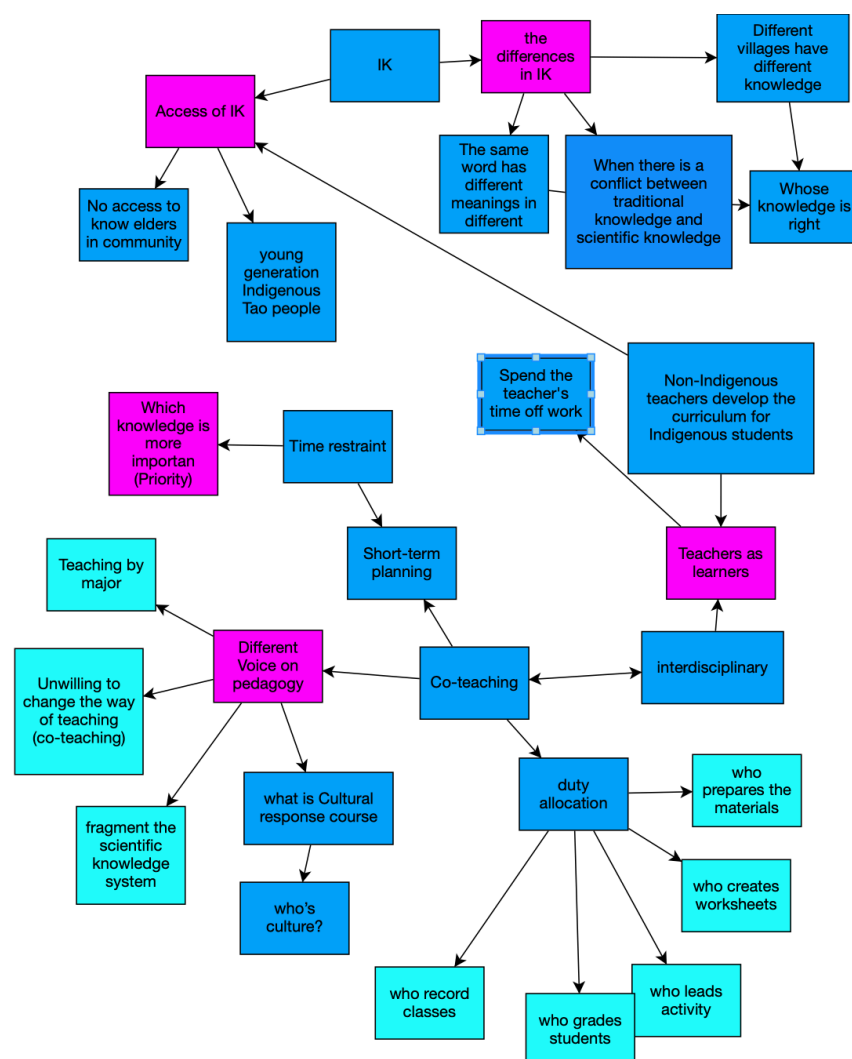 IK
the
differences
in IK
Different
villages have
different
knowledge
Access of IK
The same
word has
different
meanings in
different
When there is a
conflict between
traditional
knowledge and
scientific knowledge
Whose
knowledge is
right
No access to
know elders
in community
young
generation
Indigenous
Tao people
Spend the
teacher's
time off work
Non-Indigenous
teachers develop the
curriculum for
Indigenous students
Which
knowledge is
more
importan
(Priority)
Time restraint
Short-term
planning
Teachers as
learners
Teaching by
major
Different
Voice on
pedagogy
Co-teaching
interdisciplinary
Unwilling to
change the way
of teaching
(co-teaching)
what is Cultural
response course
duty
allocation
who
prepares the
materials
fragment the
scientific
knowledge
system
who's
culture?
who creates
worksheets
who record
classes
who grades
students
who leads
activity